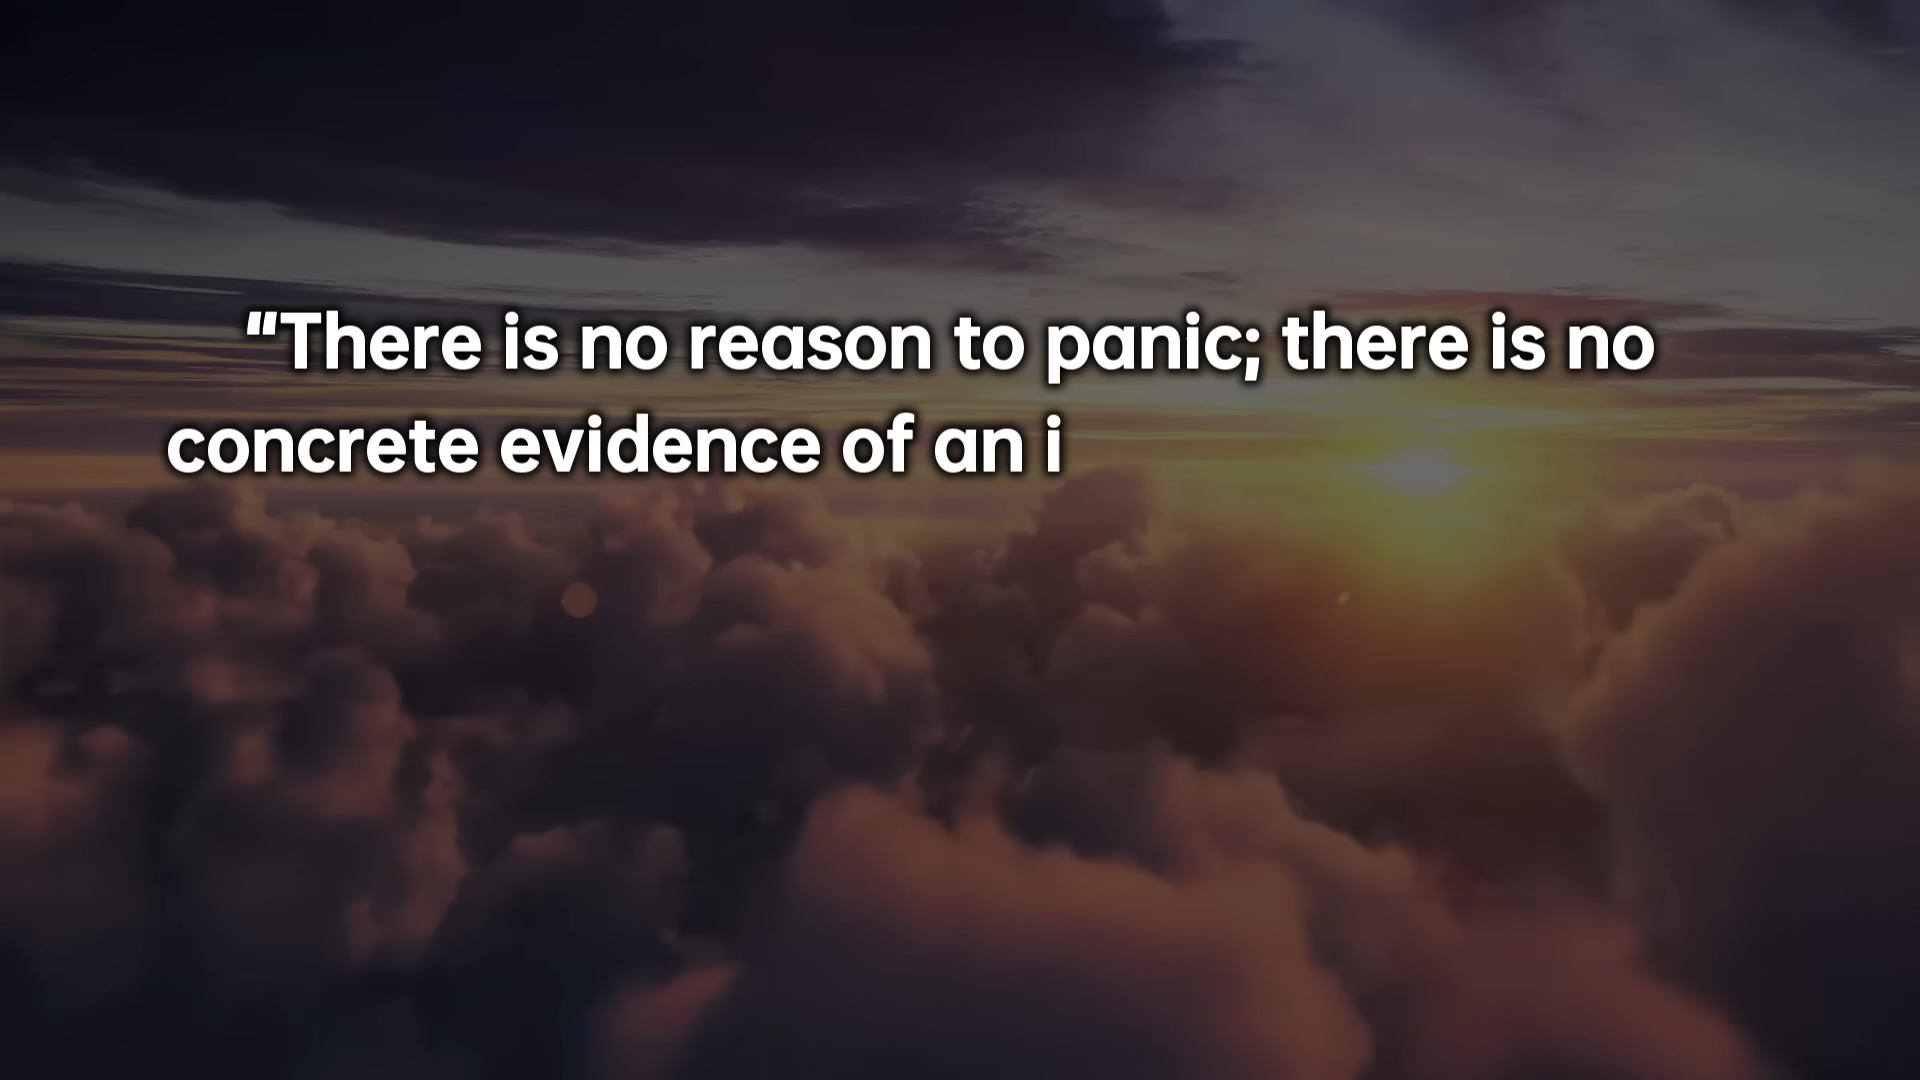 “There is no reason to panic; there is no
concrete evidence of an i